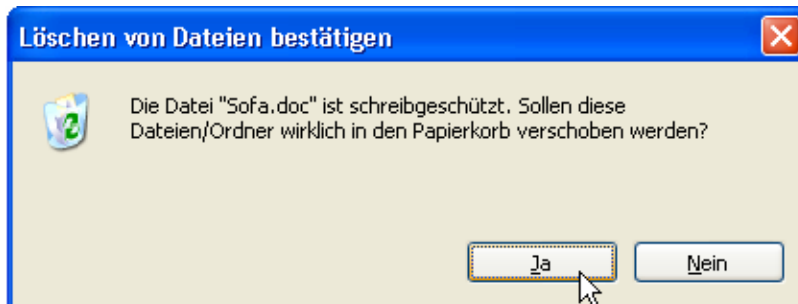 Löschen von Dateien bestätigen
Die Datei "Sofa.doc" ist schreibgeschützt. Sollen diese
Dateien/Ordner wirklich in den Papierkorb verschoben werden?
Ja
Nein